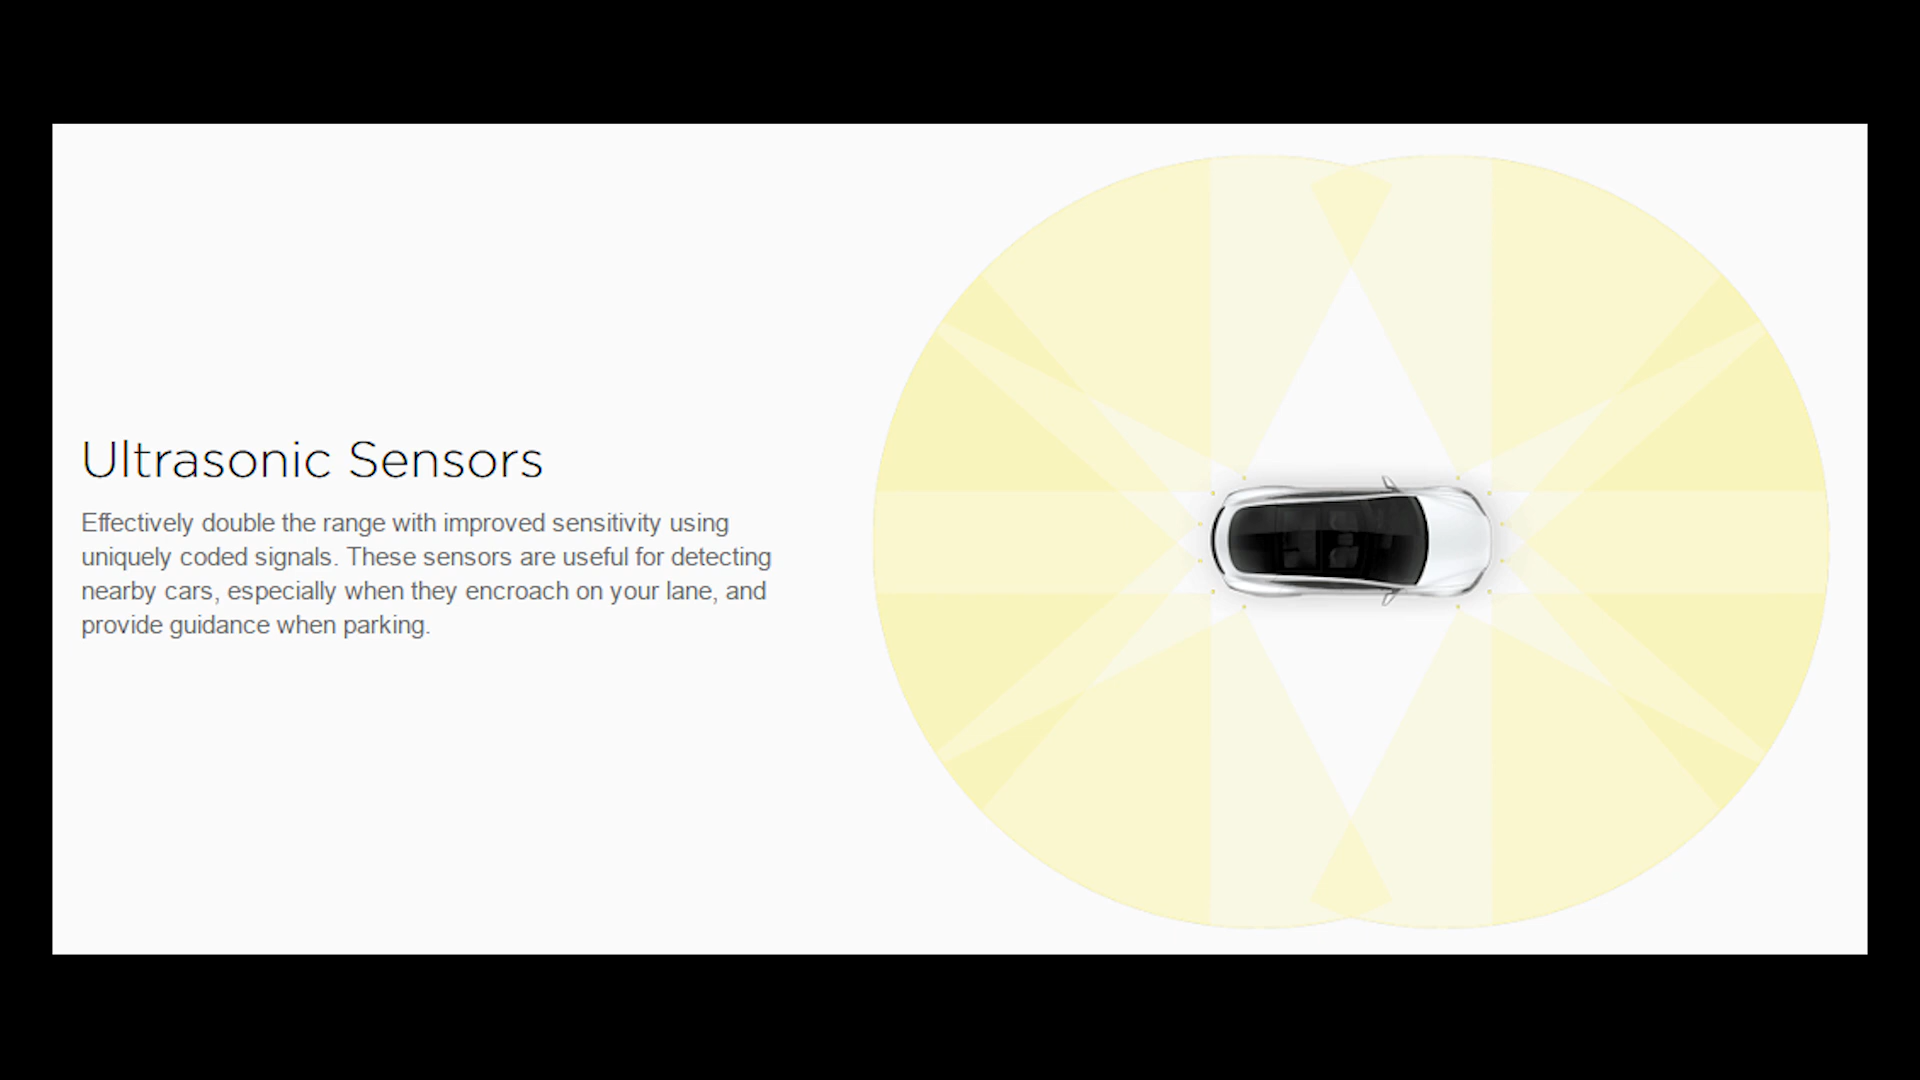 Ultrasonic Sensors
Effectively double the range with improved sensitivity using
uniquely coded signals. These sensors are useful for detecting
nearby cars, especially when they encroach on your lane, and
provide guidance when parking.